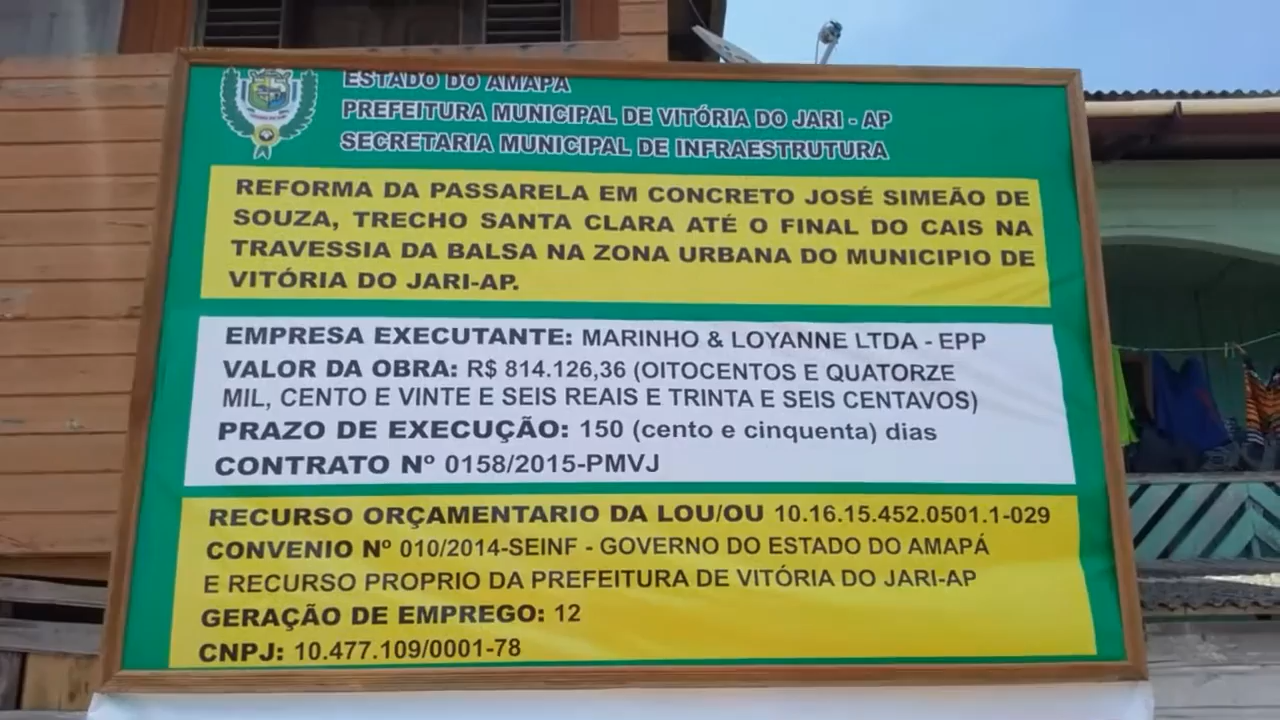 ESTADO DO AMAPA
PREFEITURA MUNICIPAL DE VITÓRIA DO JARI - AP
SECRETARIA MUNICIPAL DE INFRAESTRUTURA
REFORMA DA PASSARELA EM CONCRETO JOSÉ SIMEÃO DE
SOUZA, TRECHO SANTA CLARA ATÉ O FINAL DO CAIS NA
TRAVESSIA DA BALSA NA ZONA URBANA DO MUNICIPIO DE
VITÓRIA DO JARI-AP.
EMPRESA EXECUTANTE: MARINHO & LOYANNE LTDA - EPP
VALOR DA OBRA: R$ 814.126,36 (OITOCENTOS E QUATORZE
MIL, CENTO E VINTE E SEIS REAIS E TRINTA E SEIS CENTAVOS)
PRAZO DE EXECUÇÃO: 150 (cento e cinquenta) dias
CONTRATO Nº 0158/2015-PMVJ
RECURSO ORÇAMENTARIO DA LOU/OU 10.16.15.452.0501.1-029
CONVENIO Nº 010/2014-SEINF - GOVERNO DO ESTADO DO AMAPÁ
E RECURSO PROPRIO DA PREFEITURA DE VITÓRIA DO JARI-AP
GERAÇÃO DE EMPREGO: 12
CNPJ: 10.477.109/0001-78